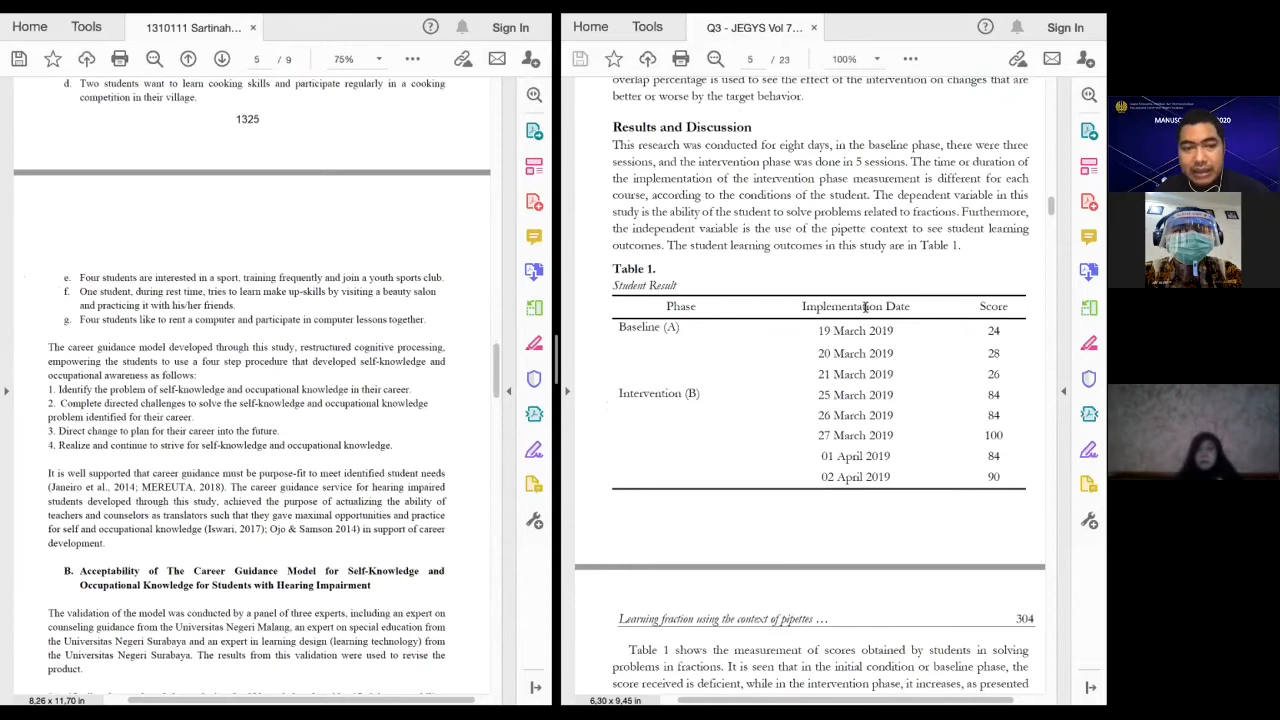 Home
Tools
1310111 Sartinah... ×
Sign In
5 / 9
75%
d. Two students want to learn cooking skills and participate regularly in a cooking
competition in their village.
1325
e. Four students are interested in a sport, training frequently and join a youth sports club.
f. One student, during rest time, tries to learn make up-skills by visiting a beauty salon
and practicing it with his/her friends.
g. Four students like to rent a computer and participate in computer lessons together.
The career guidance model developed through this study, restructured cognitive processing,
empowering the students to use a four step procedure that developed self-knowledge and
occupational awareness as follows:
1. Identify the problem of self-knowledge and occupational knowledge in their career.
2. Complete directed challenges to solve the self-knowledge and occupational knowledge
problem identified for their career.
3. Direct change to plan for their career into the future.
4. Realize and continue to strive for self-knowledge and occupational knowledge.
It is well supported that career guidance must be purpose-fit to meet identified student needs
(Janeiro et al., 2014; MEREUTA, 2018). The career guidance service for hearing impaired
students developed through this study, achieved the purpose of actualizing the ability of
teachers and counselors as translators such that they gave maximal opportunities and practice
for self and occupational knowledge (Iswari, 2017); Ojo & Samson 2014) in support of career
development.
B. Acceptability of The Career Guidance Model for Self-Knowledge and
Occupational Knowledge for Students with Hearing Impairment
The validation of the model was conducted by a panel of three experts, including an expert on
counseling guidance from the Universitas Negeri Malang, an expert on special education from
the Universitas Negeri Surabaya and an expert in learning design (learning technology) from
the Universitas Negeri Surabaya. The results from this validation were used to revise the
product.
8,26 x 11,70 in
Home
Tools
Q3 - JEGYS Vol 7... ×
Sign In
5 / 23
100%
overlap percentage is used to see the effect of the intervention on changes that are
better or worse by the target behavior.
Results and Discussion
This research was conducted for eight days, in the baseline phase, there were three
sessions, and the intervention phase was done in 5 sessions. The time or duration of
the implementation of the intervention phase measurement is different for each
course, according to the conditions of the student. The dependent variable in this
study is the ability of the student to solve problems related to fractions. Furthermore,
the independent variable is the use of the pipette context to see student learning
outcomes. The student learning outcomes in this study are in Table 1.
Table 1.
Student Result
Phase Implementation Date Score
Baseline (A) 19 March 2019 24
20 March 2019 28
21 March 2019 26
Intervention (B) 25 March 2019 84
26 March 2019 84
27 March 2019 100
01 April 2019 84
02 April 2019 90
Learning fraction using the context of pipettes … 304
Table 1 shows the measurement of scores obtained by students in solving
problems in fractions. It is seen that in the initial condition or baseline phase, the
score received is deficient, while in the intervention phase, it increases, as presented
6,30 x 9,45 in
2020